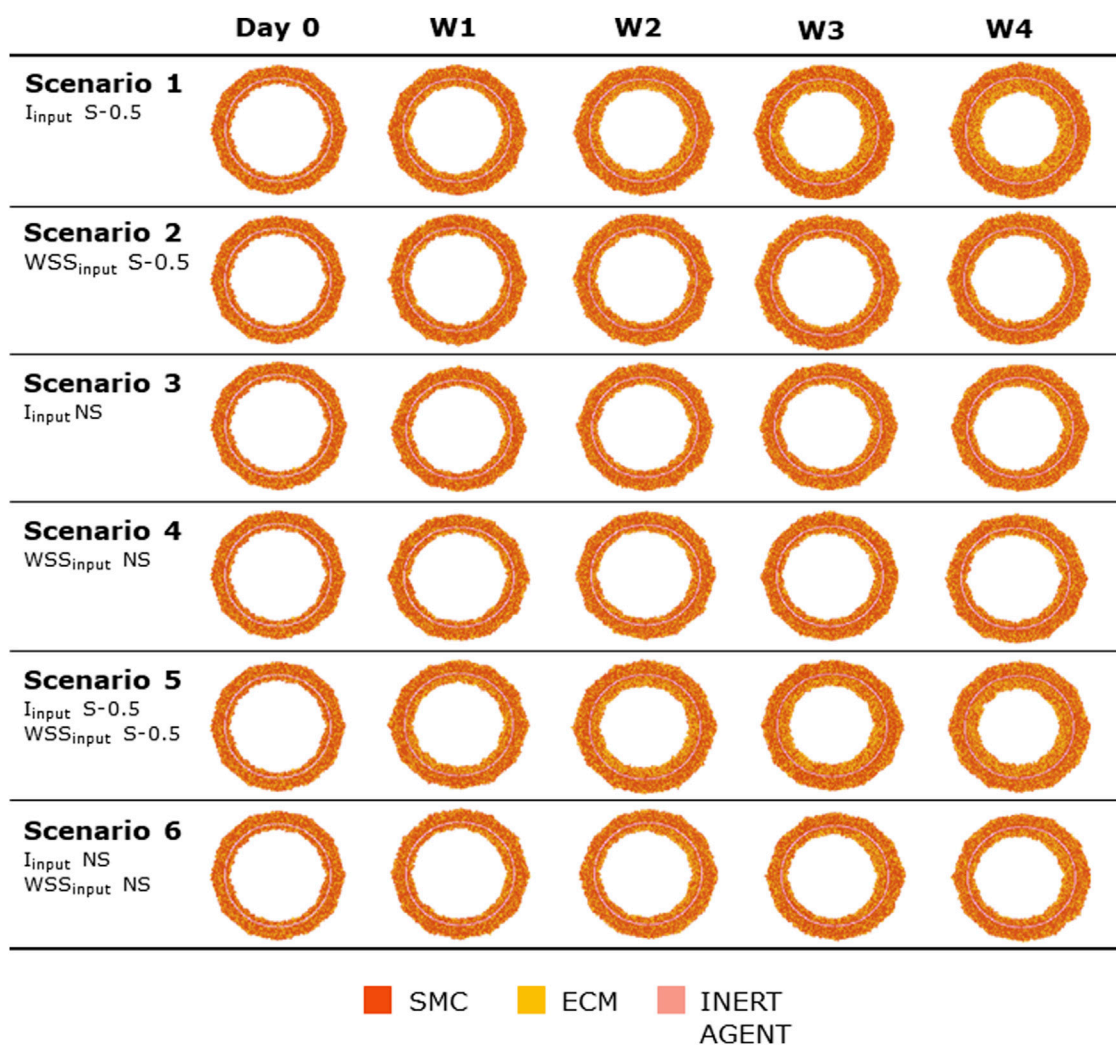 Day 0 W1 W2 W3 W4
Scenario 1
Iinput S-0.5
Scenario 2
WSSinput S-0.5
Scenario 3
Iinput NS
Scenario 4
WSSinput NS
Scenario 5
Iinput S-0.5
WSSinput S-0.5
Scenario 6
Iinput NS
WSSinput NS
SMC ECM INERT
AGENT